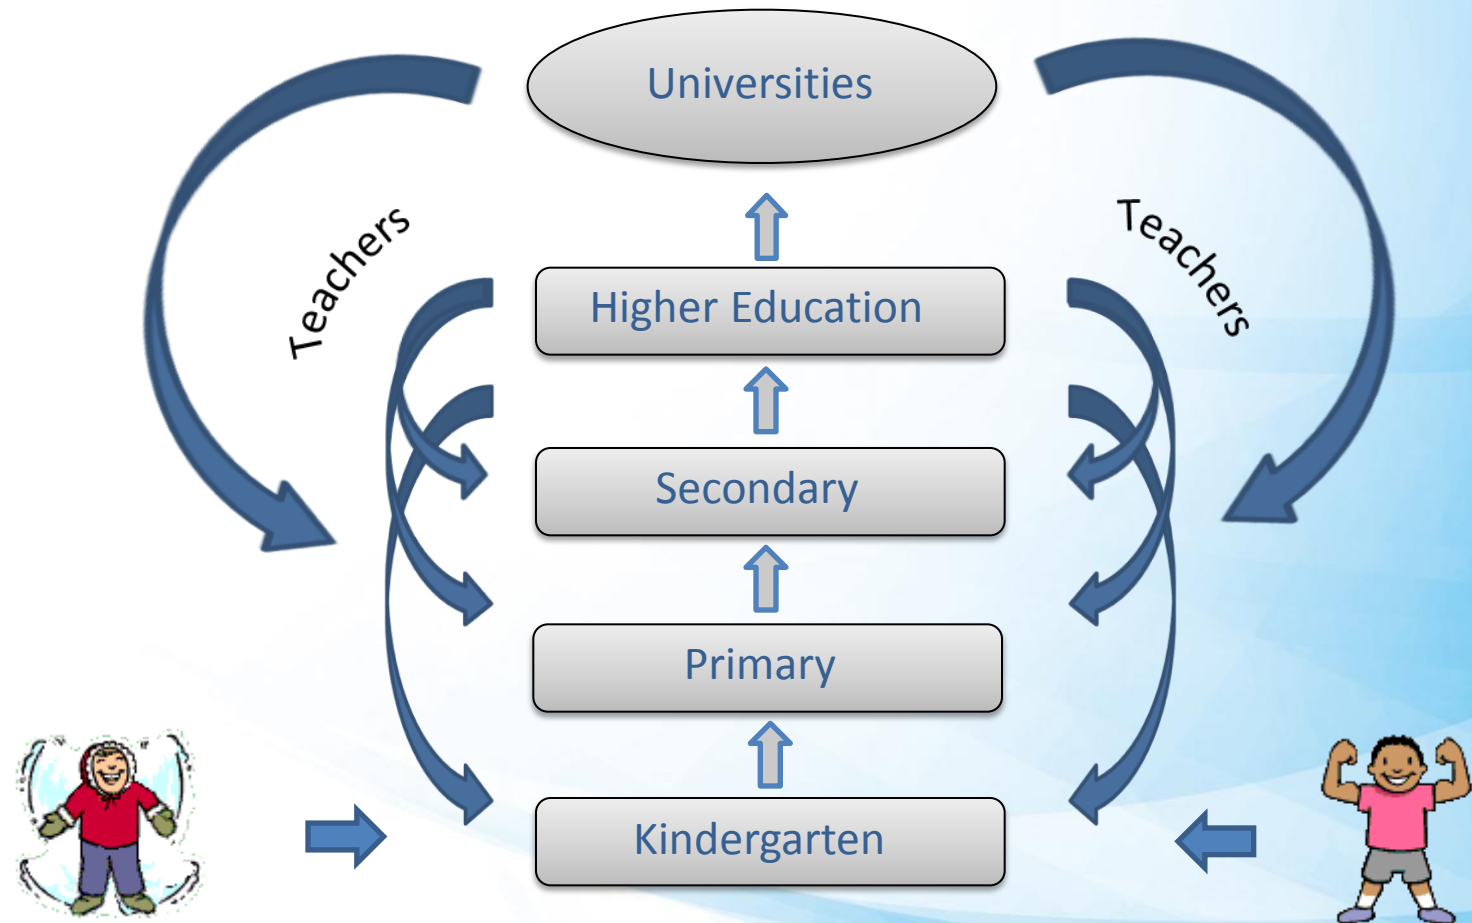 Universities
Teachers
Teachers
Higher Education
Secondary
Primary
Kindergarten